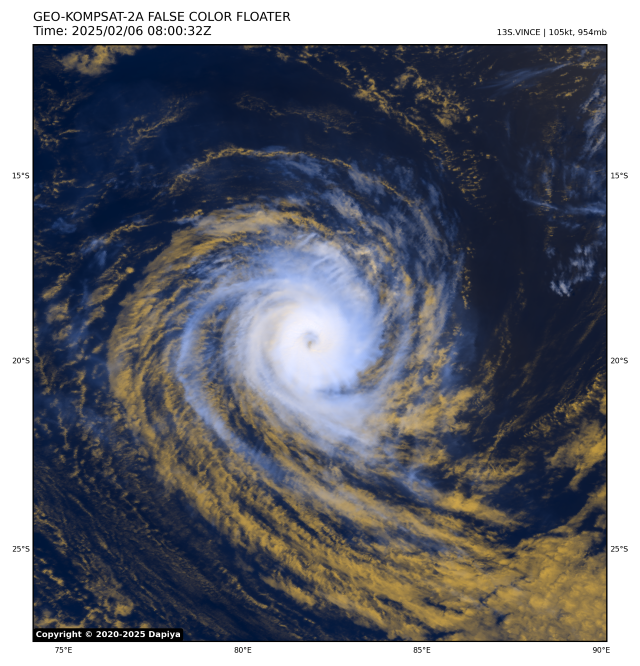 GEO-KOMPSAT-2A FALSE COLOR FLOATER
Time: 2025/02/06 08:00:32Z
13S.VINCE | 105kt, 954mb
15°S
15°S
20°S
20°S
25°S
25°S
Copyright © 2020-2025 Dapiya
75°E
80°E
85°E
90°E